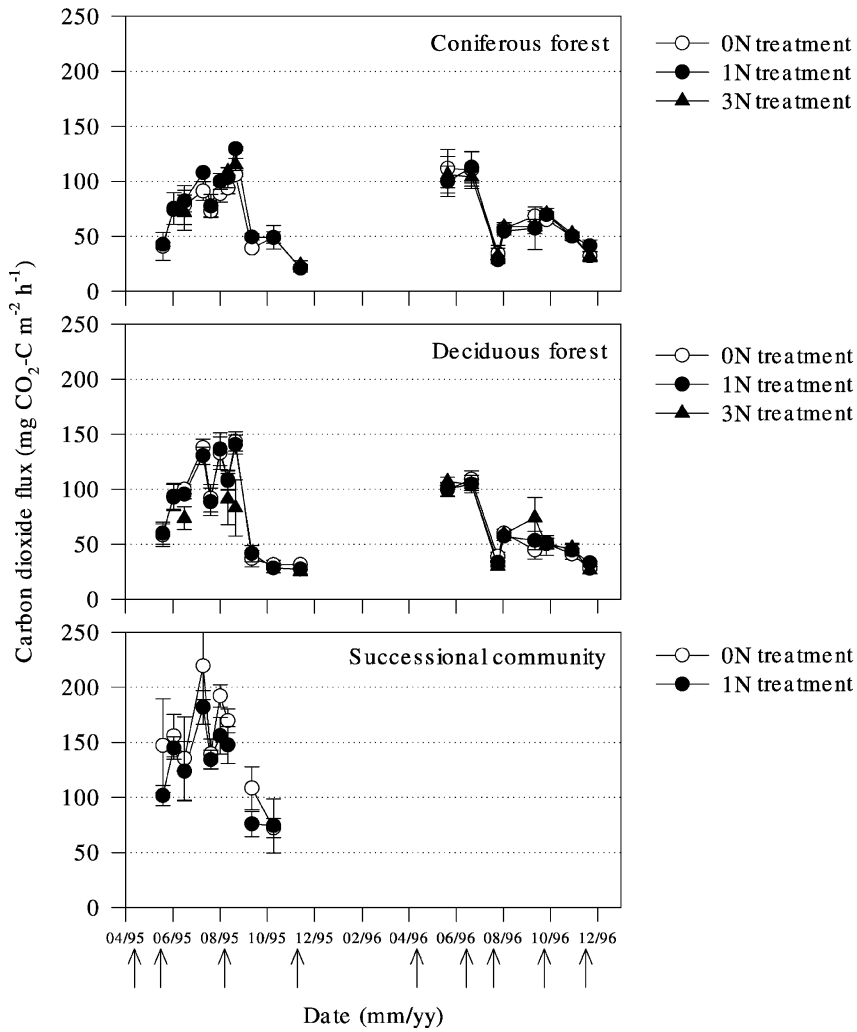 250
Coniferous forest
0N treatment
200
1N treatment
3N treatment
150
100
50
0
250
Deciduous forest
0N treatment
200
1N treatment
3N treatment
150
100
50
0
Carbon dioxide flux (mg CO₂-C m⁻² h⁻¹)
250
Successional community
0N treatment
200
1N treatment
150
100
50
0
04/95 06/95 08/95 10/95 12/95 02/96 04/96 06/96 08/96 10/96 12/96
Date (mm/yy)